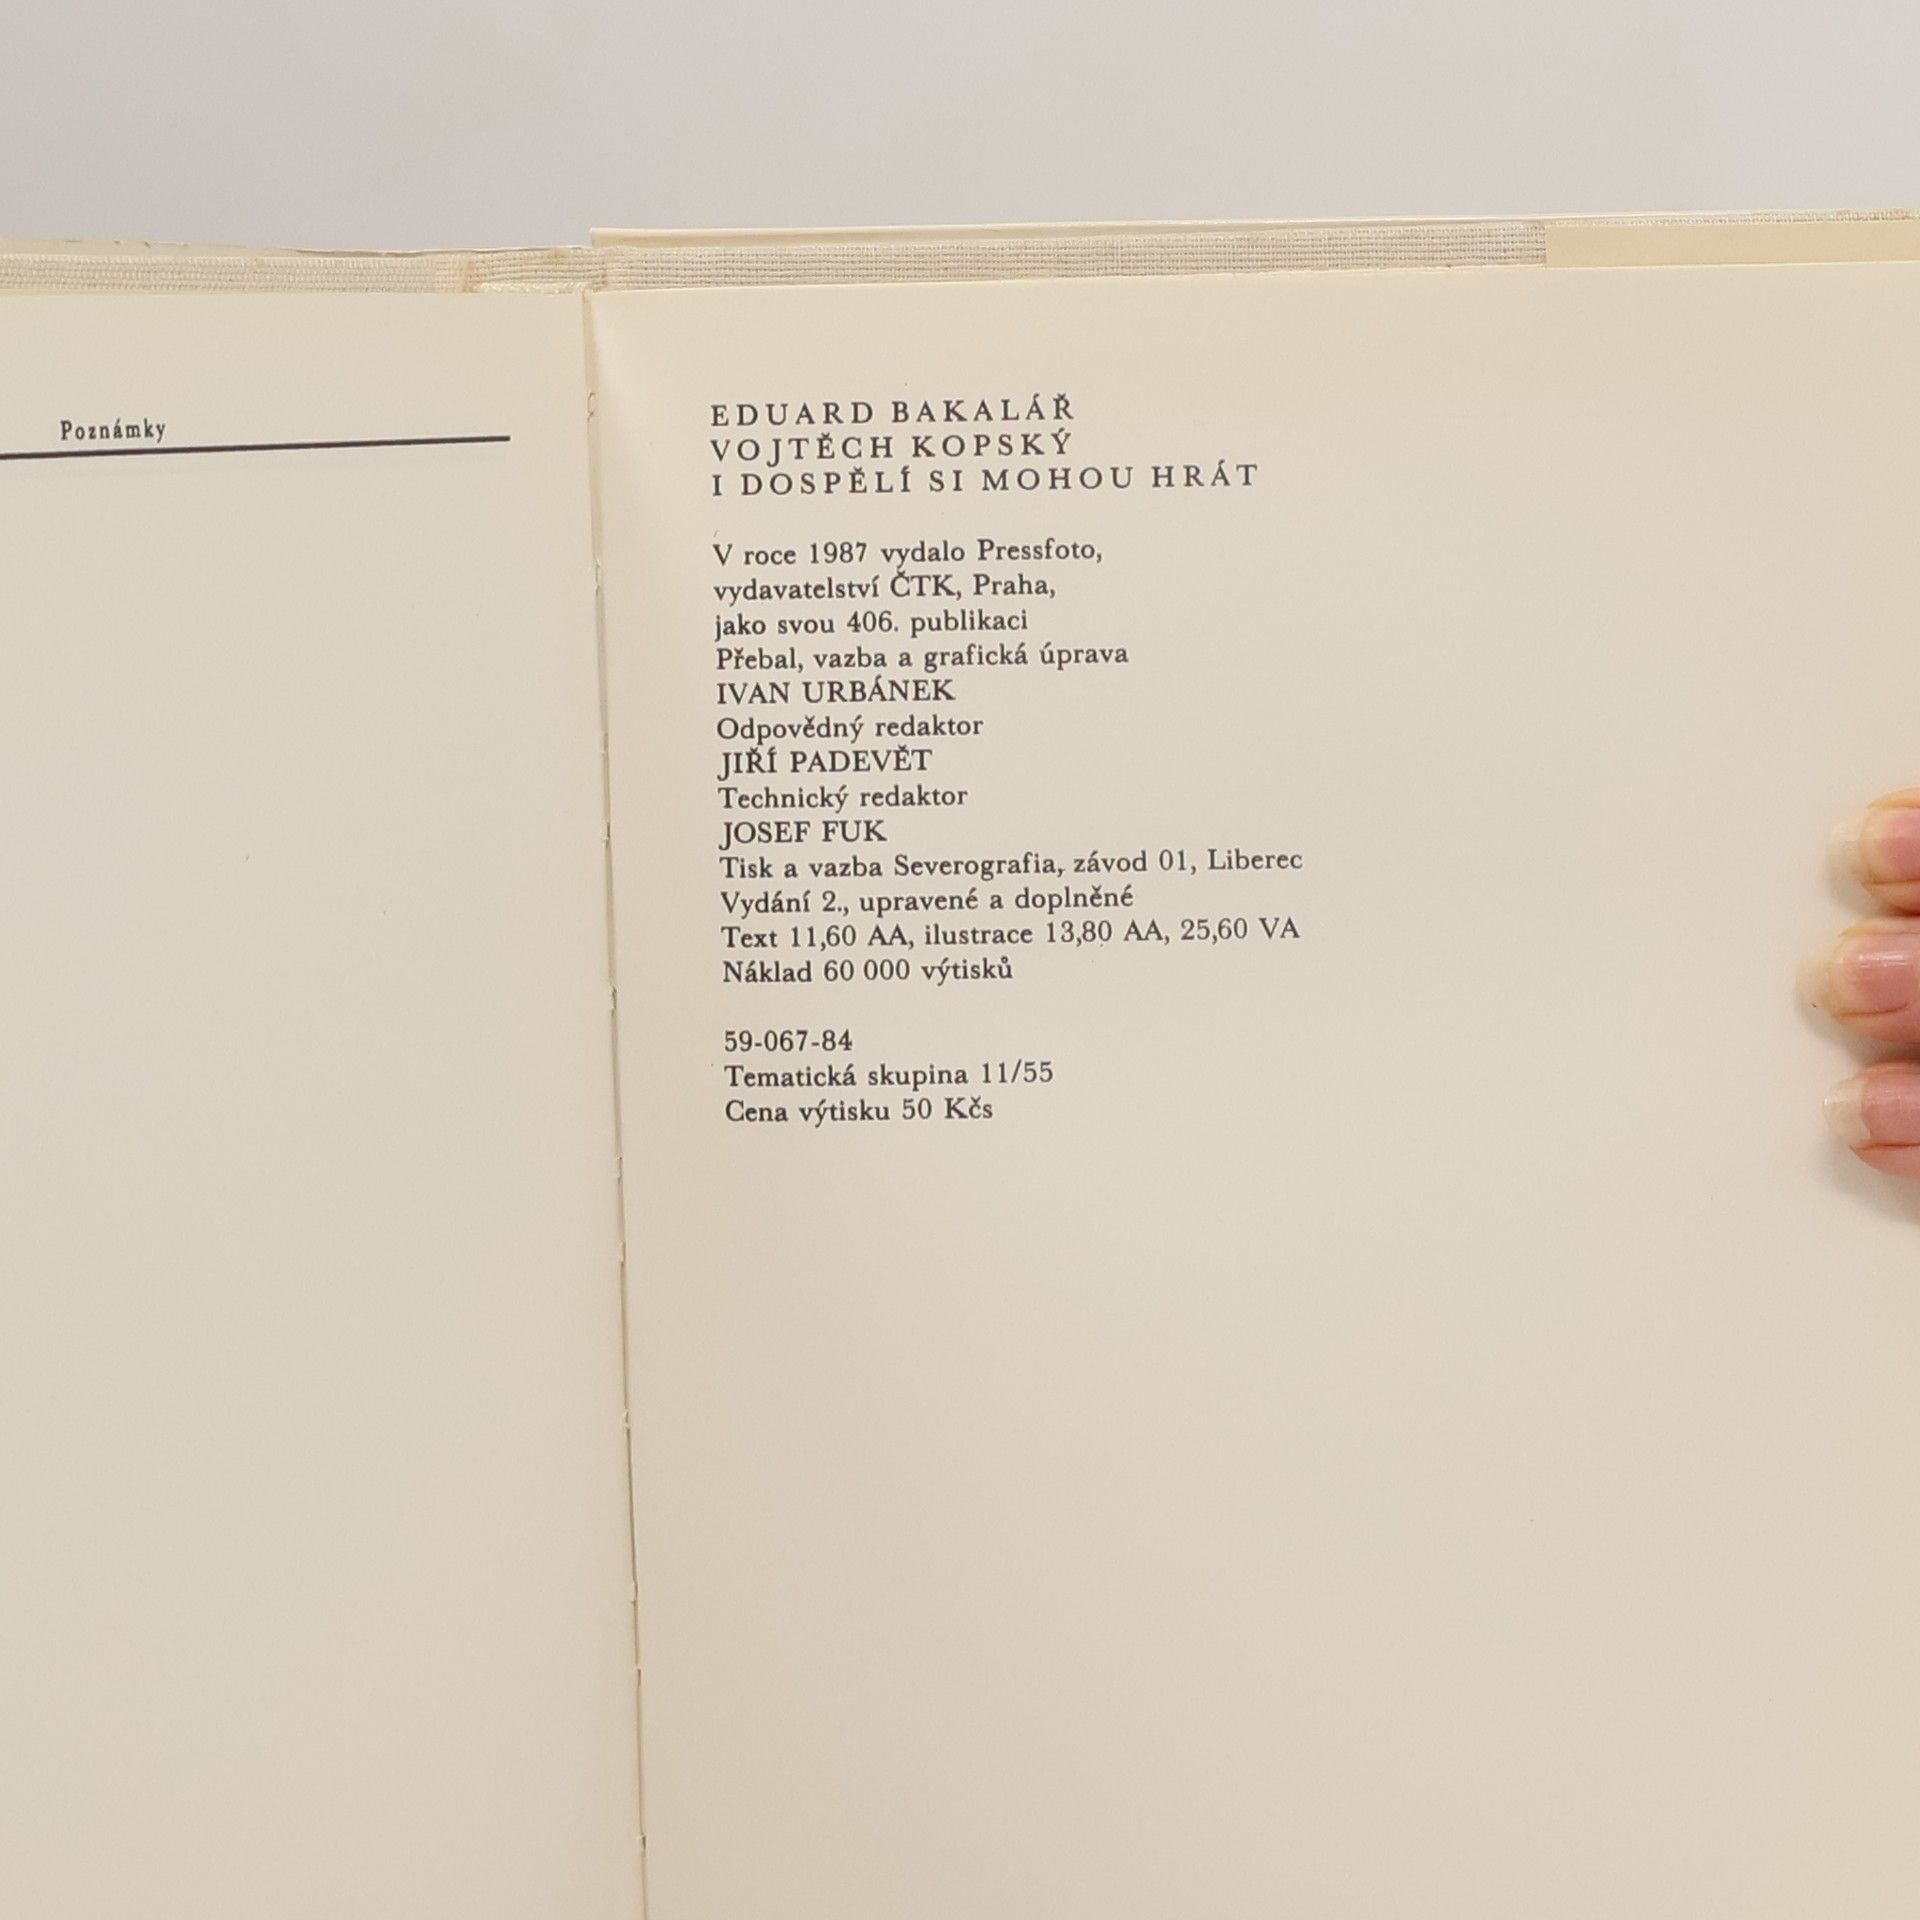 Poznámky
EDUARD BAKALÁŘ
VOJTĚCH KOPSKÝ
I DOSPĚLÍ SI MOHOU HRÁT
V roce 1987 vydalo Pressfoto,
vydavatelství ČTK, Praha,
jako svou 406. publikaci
Přebal, vazba a grafická úprava
IVAN URBÁNEK
Odpovědný redaktor
JIŘÍ PADEVĚT
Technický redaktor
JOSEF FUK
Tisk a vazba Severografia, závod 01, Liberec
Vydání 2., upravené a doplněné
Text 11,60 AA, ilustrace 13,80 AA, 25,60 VA
Náklad 60 000 výtisků
59-067-84
Tematická skupina 11/55
Cena výtisku 50 Kčs